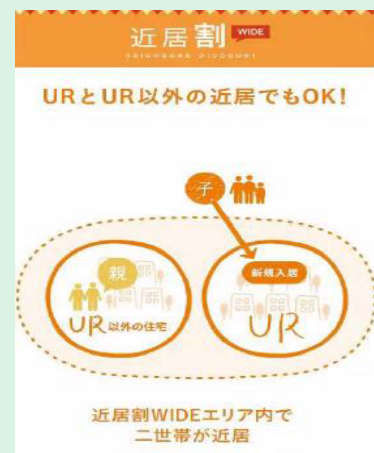 近居割 WIDE
NEIGHBORS DISCOUNT
URとUR以外の近居でもOK!
子
親
新規入居
UR以外の住宅
UR
近居割WIDEエリア内で
二世帯が近居